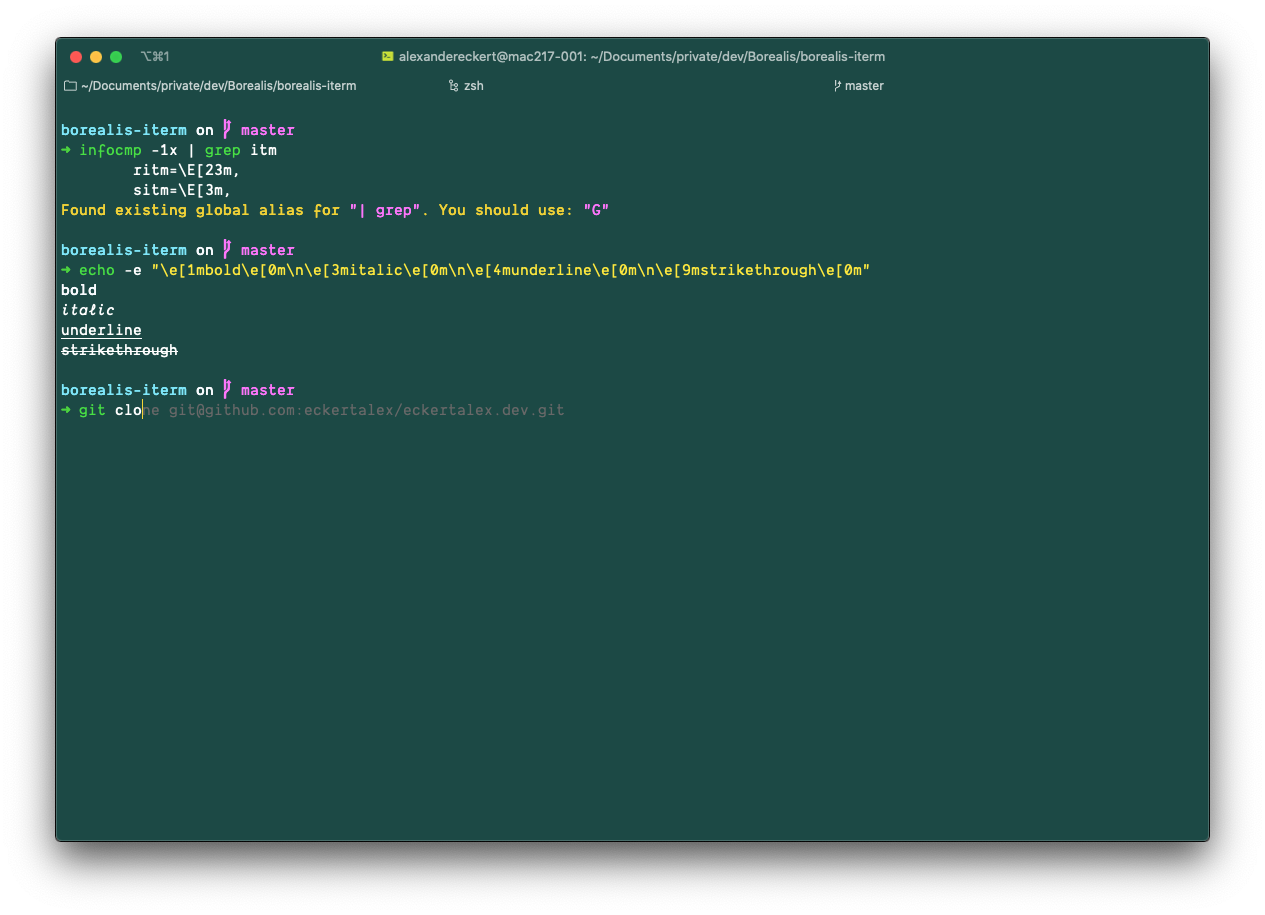 ⌥⌘1 alexandereckert@mac217-001: ~/Documents/private/dev/Borealis/borealis-iterm
~/Documents/private/dev/Borealis/borealis-iterm zsh master
borealis-iterm on master
➜ infocmp -1x | grep itm
ritm=\E[23m,
sitm=\E[3m,
Found existing global alias for "| grep". You should use: "G"
borealis-iterm on master
➜ echo -e "\e[1mbold\e[0m\n\e[3mitalic\e[0m\n\e[4munderline\e[0m\n\e[9mstrikethrough\e[0m"
bold
italic
underline
strikethrough
borealis-iterm on master
➜ git clone git@github.com:eckertalex/eckertalex.dev.git